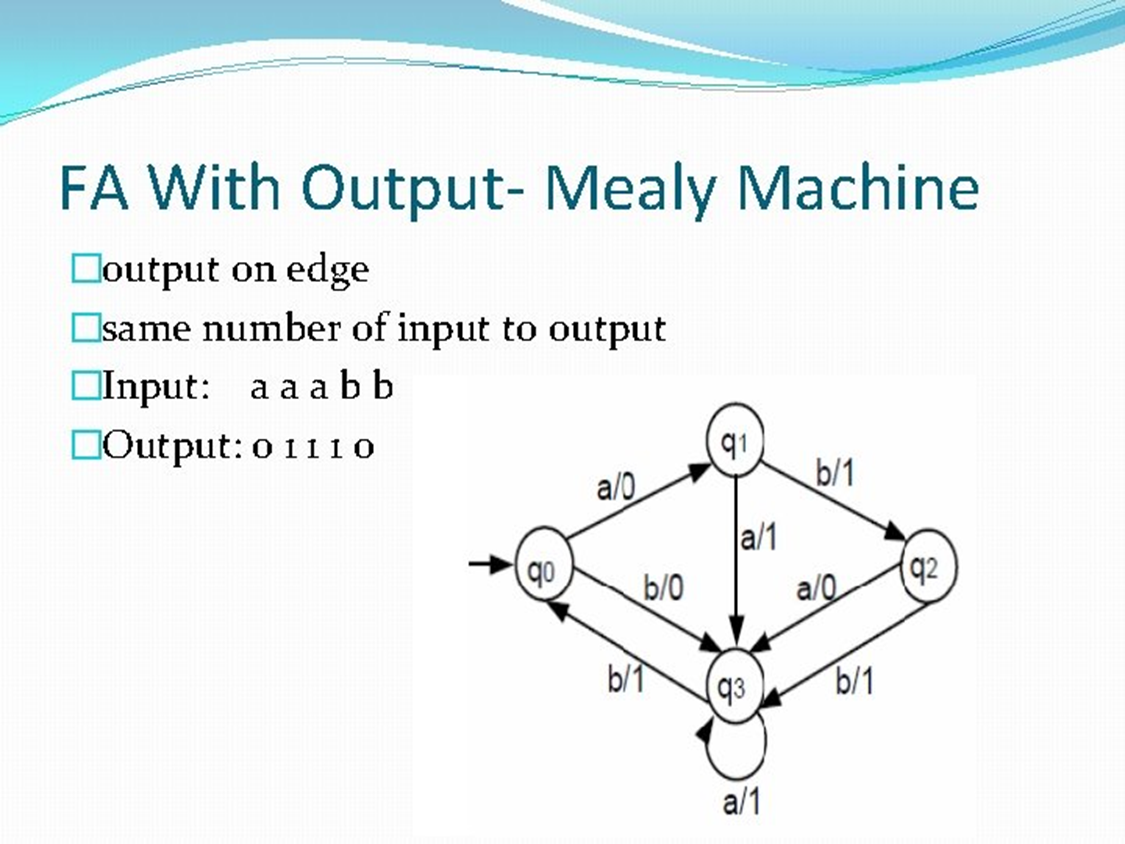 FA With Output- Mealy Machine
output on edge
same number of input to output
Input: a a a b b
Output: 0 1 1 1 0
q1
a/0
b/1
a/1
q0
q2
b/0
a/0
b/1
q3
b/1
a/1